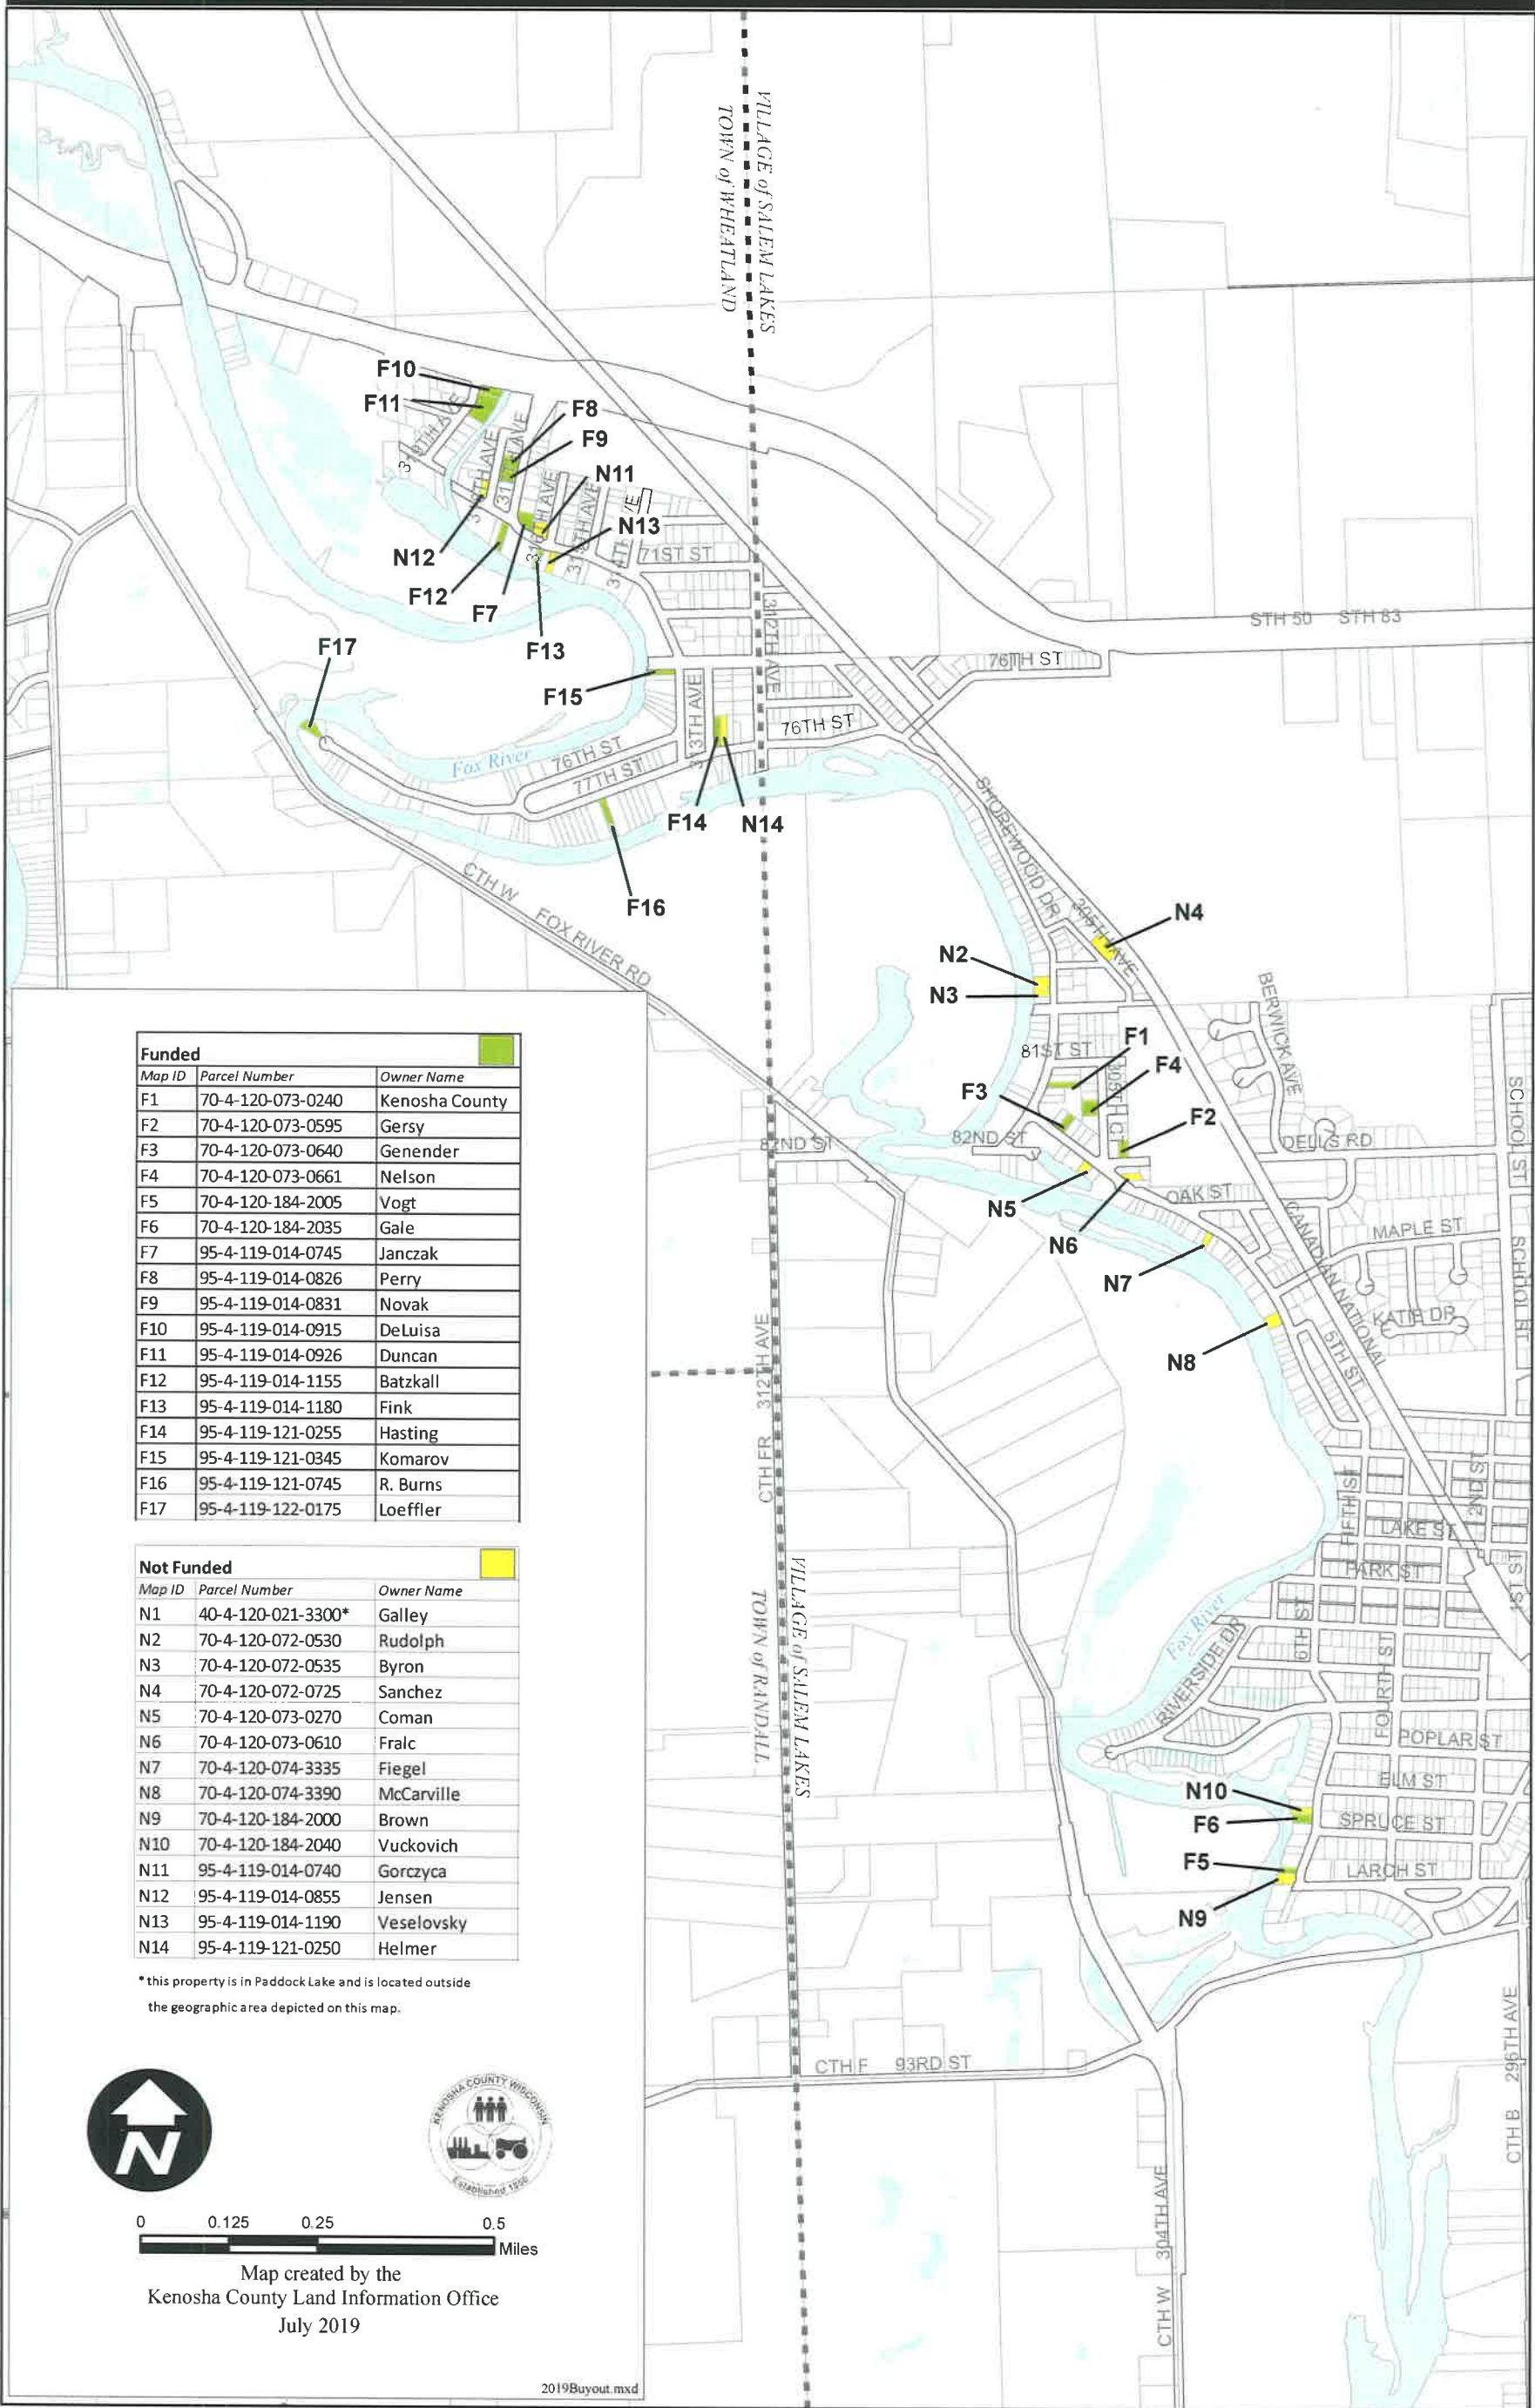 VILLAGE of SALEM LAKES
TOWN of WHEATLAND
F10
F11
F8
F9
N11
N13
N12
F12
F7
F13
71ST ST
312TH AVE
STH 50 STH 83
76TH ST
F17
F15
313TH AVE
76TH ST
Fox River
76TH ST
77TH ST
F14
N14
F16
CTH W FOX RIVER RD
SHOREWOOD DR
305TH AVE
N4
N2
N3
BERWICK AVE
81ST ST
F1
F4
F3
305TH CT
F2
82ND ST
82ND ST
DELLS RD
SCHOOL ST
N5
OAK ST
N6
MAPLE ST
CANADIAN NATIONAL
N7
SCHOOL ST
KATIE DR
N8
5TH ST
CTH FR 312TH AVE
2ND ST
FIFTH ST
LAKE ST
PARK ST
1ST ST
Fox River
6TH ST
RIVERSIDE DR
FOURTH ST
POPLAR ST
ELM ST
N10
F6
SPRUCE ST
F5
LARCH ST
N9
VILLAGE of SALEM LAKES
TOWN of RANDALL
CTH F 93RD ST
CTH B 296TH AVE
CTH W 304TH AVE
Funded
Map ID Parcel Number Owner Name
F1 70-4-120-073-0240 Kenosha County
F2 70-4-120-073-0595 Gersy
F3 70-4-120-073-0640 Genender
F4 70-4-120-073-0661 Nelson
F5 70-4-120-184-2005 Vogt
F6 70-4-120-184-2035 Gale
F7 95-4-119-014-0745 Janczak
F8 95-4-119-014-0826 Perry
F9 95-4-119-014-0831 Novak
F10 95-4-119-014-0915 DeLuisa
F11 95-4-119-014-0926 Duncan
F12 95-4-119-014-1155 Batzkall
F13 95-4-119-014-1180 Fink
F14 95-4-119-121-0255 Hasting
F15 95-4-119-121-0345 Komarov
F16 95-4-119-121-0745 R. Burns
F17 95-4-119-122-0175 Loeffler
Not Funded
Map ID Parcel Number Owner Name
N1 40-4-120-021-3300* Galley
N2 70-4-120-072-0530 Rudolph
N3 70-4-120-072-0535 Byron
N4 70-4-120-072-0725 Sanchez
N5 70-4-120-073-0270 Coman
N6 70-4-120-073-0610 Fralc
N7 70-4-120-074-3335 Fiegel
N8 70-4-120-074-3390 McCarville
N9 70-4-120-184-2000 Brown
N10 70-4-120-184-2040 Vuckovich
N11 95-4-119-014-0740 Gorczyca
N12 95-4-119-014-0855 Jensen
N13 95-4-119-014-1190 Veselovsky
N14 95-4-119-121-0250 Helmer
* this property is in Paddock Lake and is located outside
the geographic area depicted on this map.
N
KENOSHA COUNTY WISCONSIN
Established 1850
0 0.125 0.25 0.5
Miles
Map created by the
Kenosha County Land Information Office
July 2019
2019Buyout.mxd